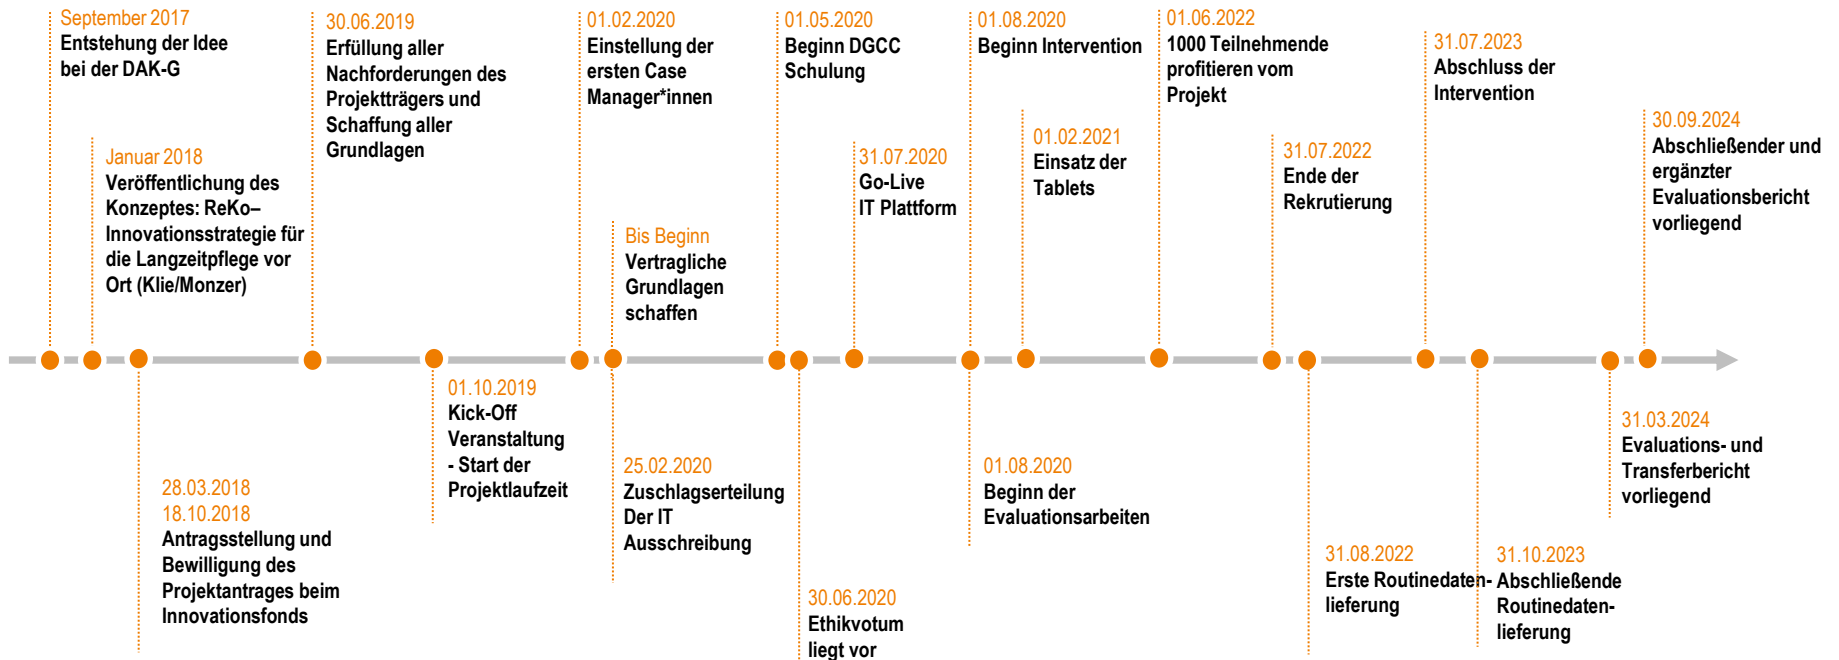 September 2017
Entstehung der Idee
bei der DAK-G
Januar 2018
Veröffentlichung des
Konzeptes: ReKo–
Innovationsstrategie für
die Langzeitpflege vor
Ort (Klie/Monzer)
28.03.2018
18.10.2018
Antragsstellung und
Bewilligung des
Projektantrages beim
Innovationsfonds
30.06.2019
Erfüllung aller
Nachforderungen des
Projektträgers und
Schaffung aller
Grundlagen
01.10.2019
Kick-Off
Veranstaltung
- Start der
Projektlaufzeit
01.02.2020
Einstellung der
ersten Case
Manager*innen
Bis Beginn
Vertragliche
Grundlagen
schaffen
25.02.2020
Zuschlagserteilung
Der IT
Ausschreibung
01.05.2020
Beginn DGCC
Schulung
30.06.2020
Ethikvotum
liegt vor
31.07.2020
Go-Live
IT Plattform
01.08.2020
Beginn Intervention
01.08.2020
Beginn der
Evaluationsarbeiten
01.02.2021
Einsatz der
Tablets
01.06.2022
1000 Teilnehmende
profitieren vom
Projekt
31.07.2022
Ende der
Rekrutierung
31.08.2022
Erste Routinedaten-
lieferung
31.07.2023
Abschluss der
Intervention
31.10.2023
Abschließende
Routinedaten-
lieferung
31.03.2024
Evaluations- und
Transferbericht
vorliegend
30.09.2024
Abschließender und
ergänzter
Evaluationsbericht
vorliegend